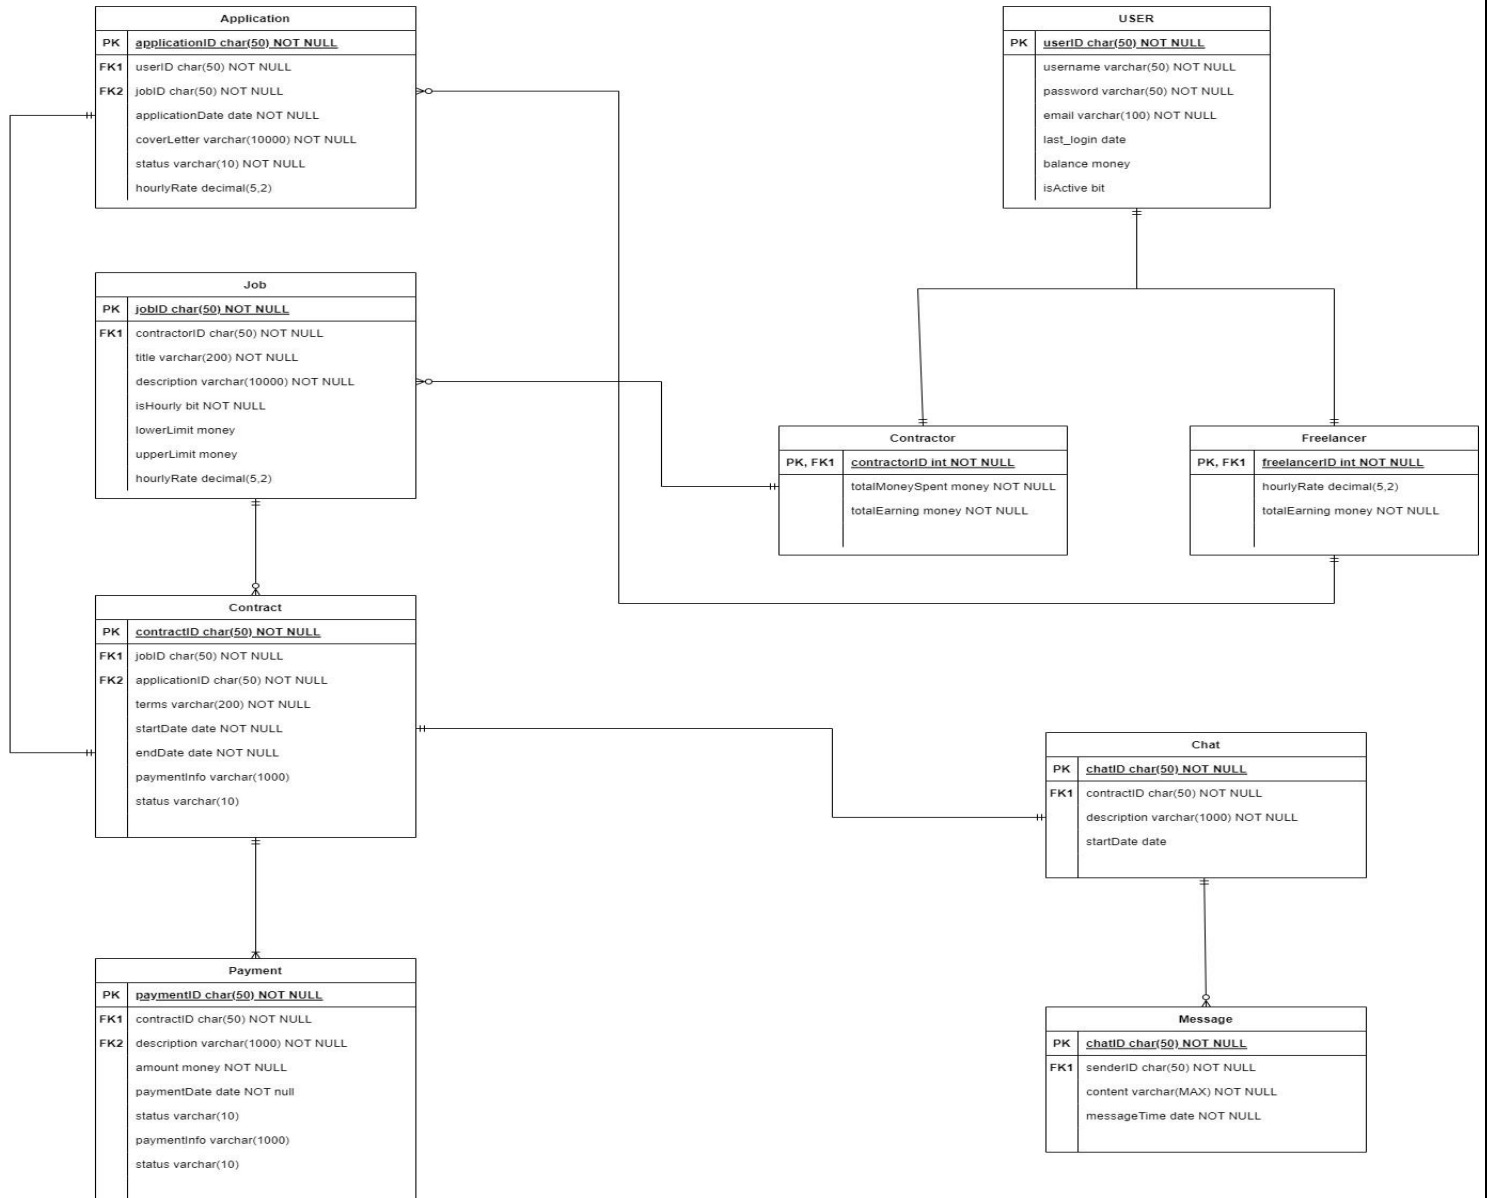 Application
PK applicationID char(50) NOT NULL
FK1 userID char(50) NOT NULL
FK2 jobID char(50) NOT NULL
applicationDate date NOT NULL
coverLetter varchar(10000) NOT NULL
status varchar(10) NOT NULL
hourlyRate decimal(5,2)
USER
PK userID char(50) NOT NULL
username varchar(50) NOT NULL
password varchar(50) NOT NULL
email varchar(100) NOT NULL
last_login date
balance money
isActive bit
Job
PK jobID char(50) NOT NULL
FK1 contractorID char(50) NOT NULL
title varchar(200) NOT NULL
description varchar(10000) NOT NULL
isHourly bit NOT NULL
lowerLimit money
upperLimit money
hourlyRate decimal(5,2)
Contractor
PK, FK1 contractorID int NOT NULL
totalMoneySpent money NOT NULL
totalEarning money NOT NULL
Freelancer
PK, FK1 freelancerID int NOT NULL
hourlyRate decimal(5,2)
totalEarning money NOT NULL
Contract
PK contractID char(50) NOT NULL
FK1 jobID char(50) NOT NULL
FK2 applicationID char(50) NOT NULL
terms varchar(200) NOT NULL
startDate date NOT NULL
endDate date NOT NULL
paymentInfo varchar(1000)
status varchar(10)
Chat
PK chatID char(50) NOT NULL
FK1 contractID char(50) NOT NULL
description varchar(1000) NOT NULL
startDate date
Payment
PK paymentID char(50) NOT NULL
FK1 contractID char(50) NOT NULL
FK2 description varchar(1000) NOT NULL
amount money NOT NULL
paymentDate date NOT null
status varchar(10)
paymentInfo varchar(1000)
status varchar(10)
Message
PK chatID char(50) NOT NULL
FK1 senderID char(50) NOT NULL
content varchar(MAX) NOT NULL
messageTime date NOT NULL